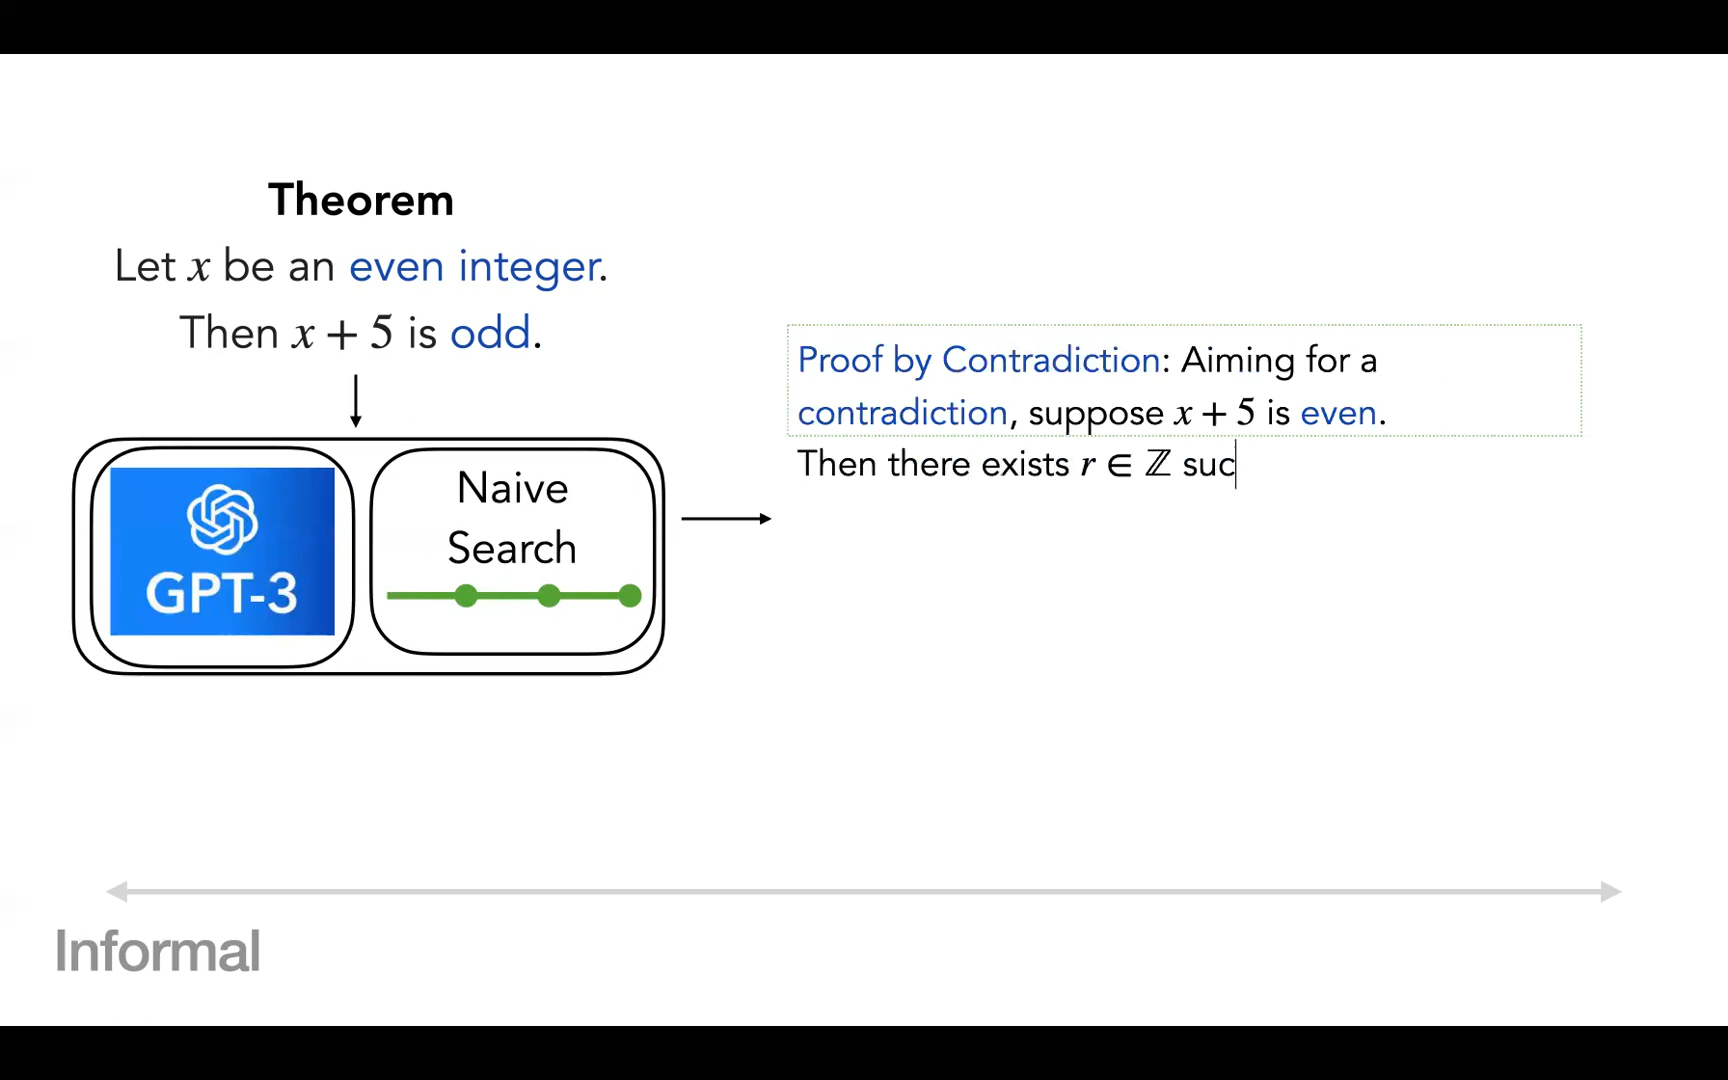 Theorem
Let x be an even integer.
Then x + 5 is odd.
GPT-3
Naive
Search
Proof by Contradiction: Aiming for a
contradiction, suppose x + 5 is even.
Then there exists r ∈ ℤ suc
Informal